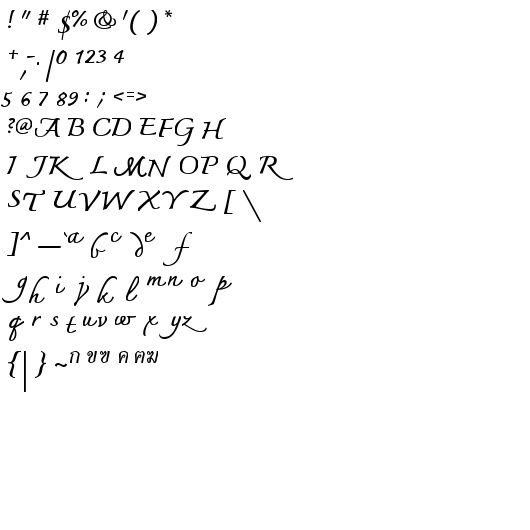 ! " # $% & ' ( ) *
+ , - . / 0 1 2 3 4
5 6 7 8 9 : ; < = >
? @ A B C D E F G H
I J K L M N O P Q R
S T U V W X Y Z [ \
] ^ _ ` a b c d e f
g h i j k l m n o p
q r s t u v w x y z
{ | } ~ ก ข ฃ ค ฅ ฆ